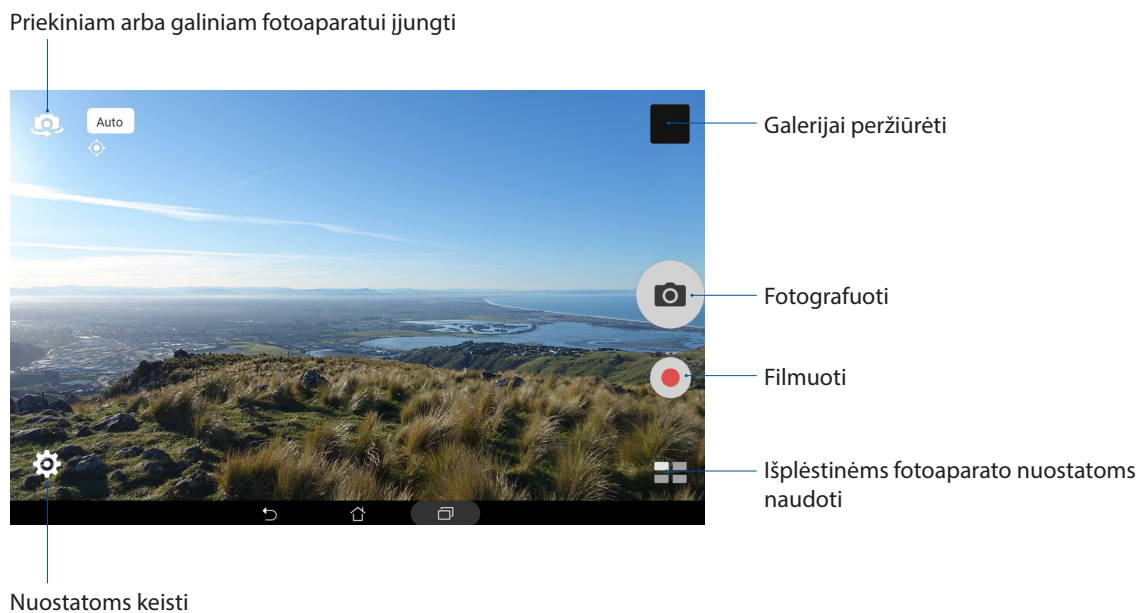 Priekiniam arba galiniam fotoaparatui įjungti
Auto
Galerijai peržiūrėti
Fotografuoti
Filmuoti
Išplėstinėms fotoaparato nuostatoms
naudoti
Nuostatoms keisti